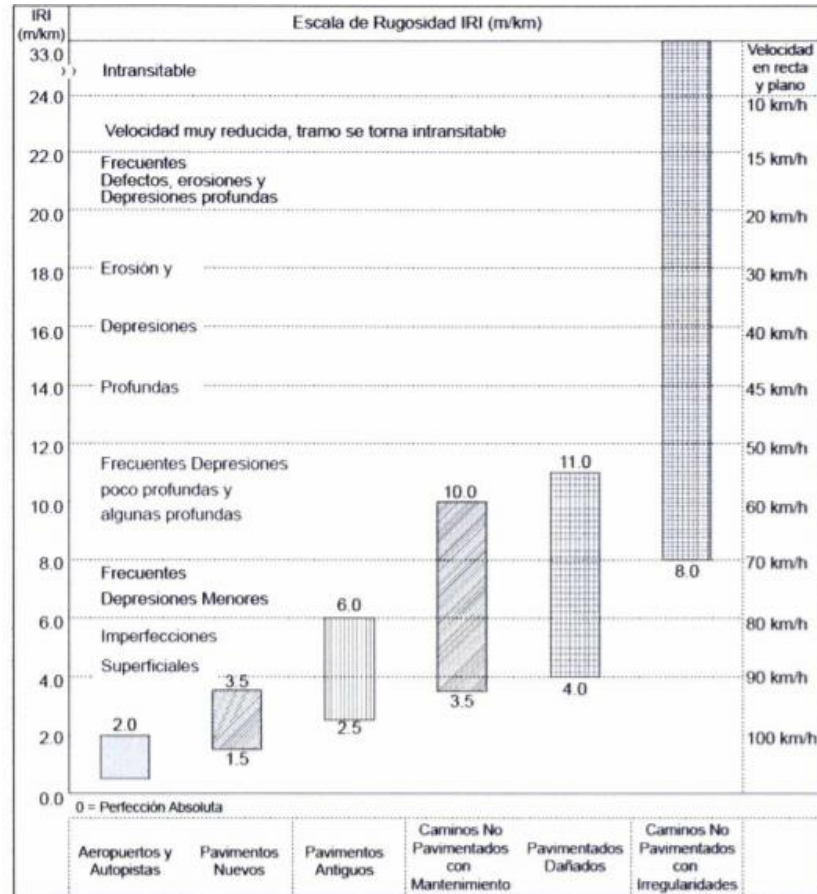 IRI
(m/km)
Escala de Rugosidad IRI (m/km)
33.0
Velocidad
en recta
y plano
Intransitable
24.0
10 km/h
Velocidad muy reducida, tramo se torna intransitable
22.0
15 km/h
Frecuentes
Defectos, erosiones y
Depresiones profundas
20.0
20 km/h
18.0
Erosión y
30 km/h
16.0
Depresiones
40 km/h
14.0
Profundas
45 km/h
12.0
50 km/h
Frecuentes Depresiones
poco profundas y
algunas profundas
11.0
10.0
10.0
60 km/h
8.0
70 km/h
8.0
Frecuentes
Depresiones Menores
6.0
6.0
80 km/h
Imperfecciones
Superficiales
4.0
90 km/h
3.5
2.5
3.5
4.0
2.0
2.0
1.5
100 km/h
0.0
0 = Perfección Absoluta
Aeropuertos y
Autopistas
Pavimentos
Nuevos
Pavimentos
Antiguos
Caminos No
Pavimentados
con
Mantenimiento
Pavimentados
Dañados
Caminos No
Pavimentados
con
Irregularidades